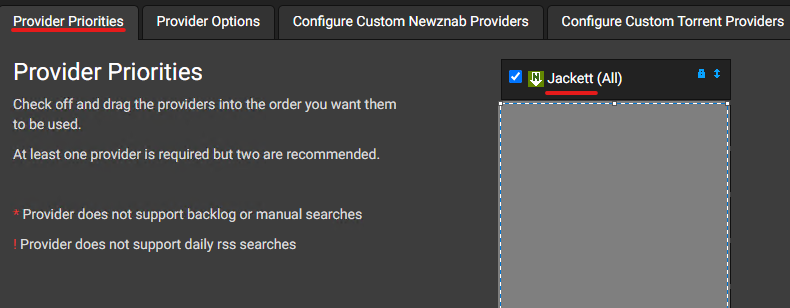 Provider Priorities
Provider Options
Configure Custom Newznab Providers
Configure Custom Torrent Providers
Provider Priorities
Check off and drag the providers into the order you want them
to be used.
At least one provider is required but two are recommended.
* Provider does not support backlog or manual searches
! Provider does not support daily rss searches
N
Jackett (All)